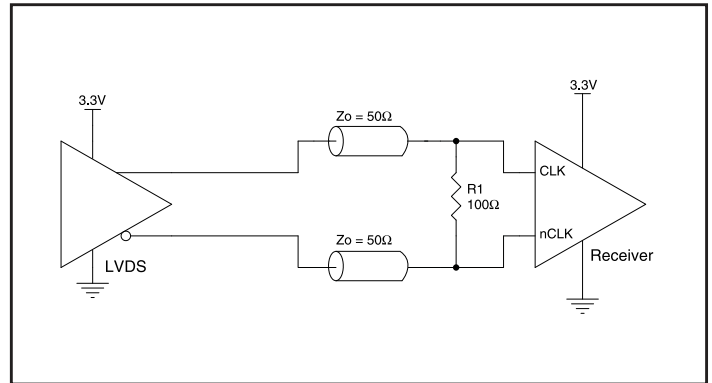 3.3V
3.3V
Zo = 50Ω
CLK
R1
100Ω
nCLK
Zo = 50Ω
LVDS
Receiver